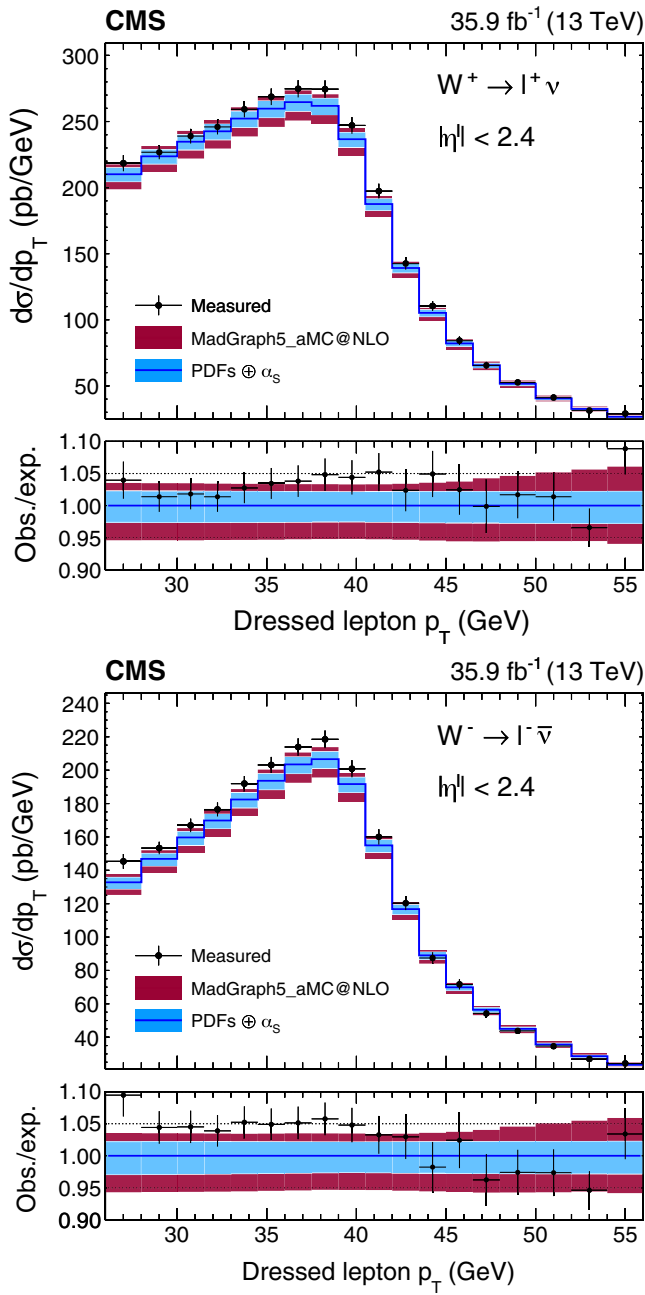 CMS 35.9 fb⁻¹ (13 TeV)
300
250
200
150
100
50
dσ/dp_T (pb/GeV)
W⁺ → l⁺ ν
|ηˡ| < 2.4
Measured
MadGraph5_aMC@NLO
PDFs ⊕ α_S
1.10
1.05
1.00
0.95
0.90
Obs./exp.
30 35 40 45 50 55
Dressed lepton p_T (GeV)
CMS 35.9 fb⁻¹ (13 TeV)
240
220
200
180
160
140
120
100
80
60
40
dσ/dp_T (pb/GeV)
W⁻ → l⁻ ν̅
|ηˡ| < 2.4
Measured
MadGraph5_aMC@NLO
PDFs ⊕ α_S
1.10
1.05
1.00
0.95
0.90
Obs./exp.
30 35 40 45 50 55
Dressed lepton p_T (GeV)